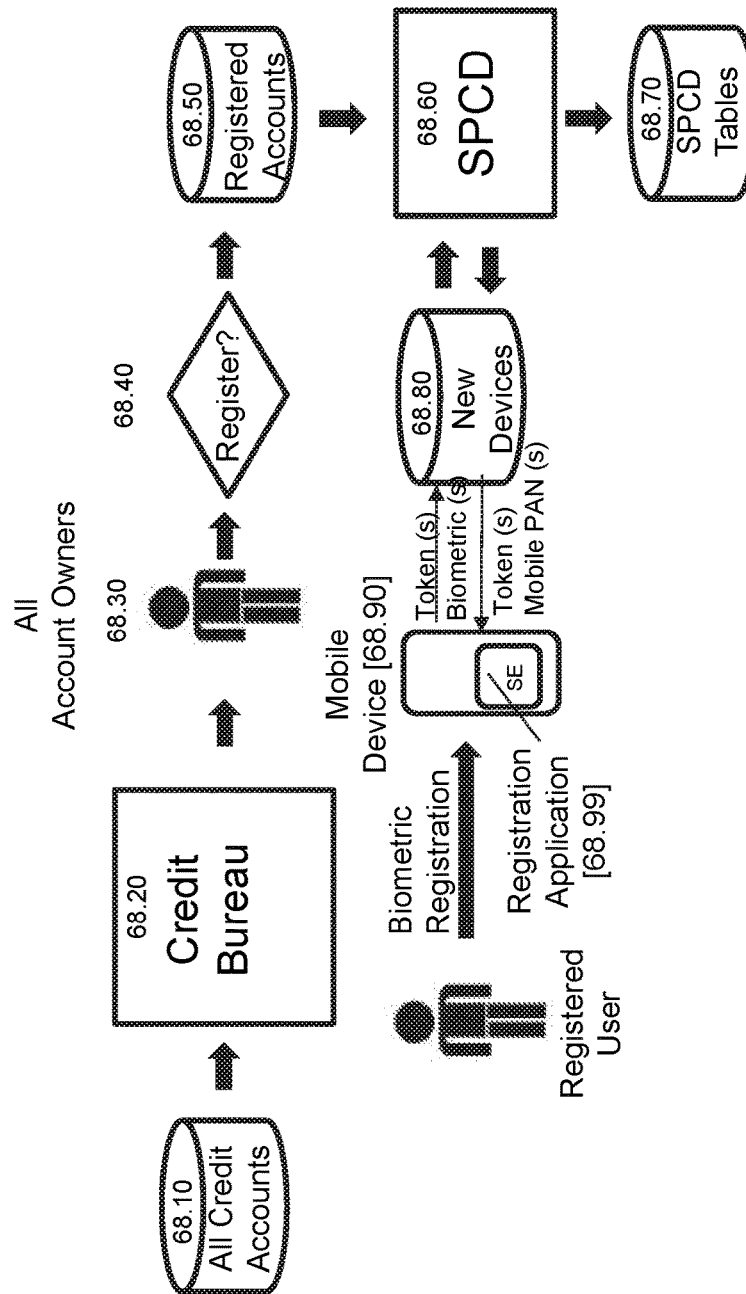 68.10
All Credit
Accounts
68.20
Credit
Bureau
All
Account Owners
68.30
68.40
Register?
68.50
Registered
Accounts
68.60
SPCD
68.70
SPCD
Tables
68.80
New
Devices
Token (s)
Biometric (s)
Token (s)
Mobile PAN (s)
Mobile
Device [68.90]
SE
Biometric
Registration
Registration
Application
[68.99]
Registered
User